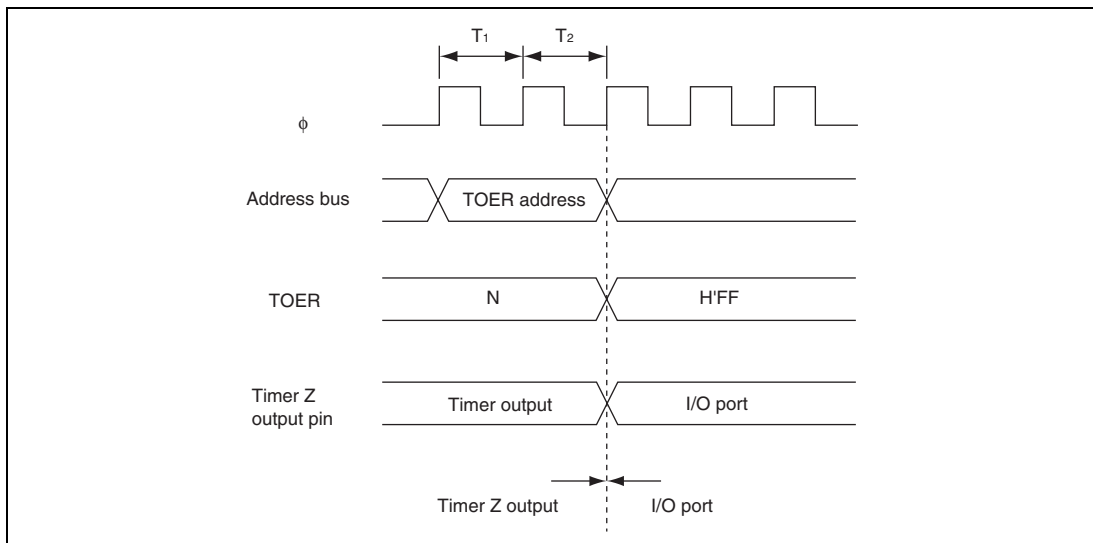 T1 T2
φ
Address bus TOER address
TOER N H'FF
Timer Z
output pin Timer output I/O port
Timer Z output I/O port